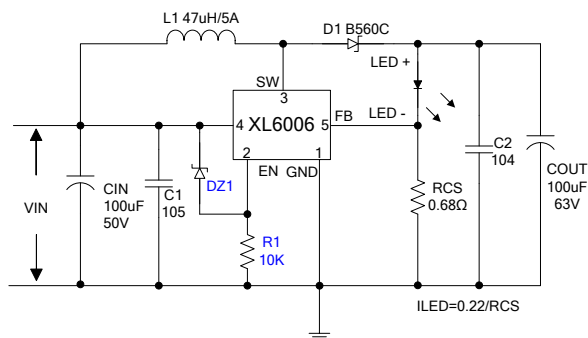 L1 47uH/5A
D1 B560C
LED +
SW
3
4
XL6006
5
FB
LED -
2
1
EN
GND
VIN
CIN
100uF
50V
C1
105
DZ1
R1
10K
RCS
0.68Ω
C2
104
COUT
100uF
63V
ILED=0.22/RCS